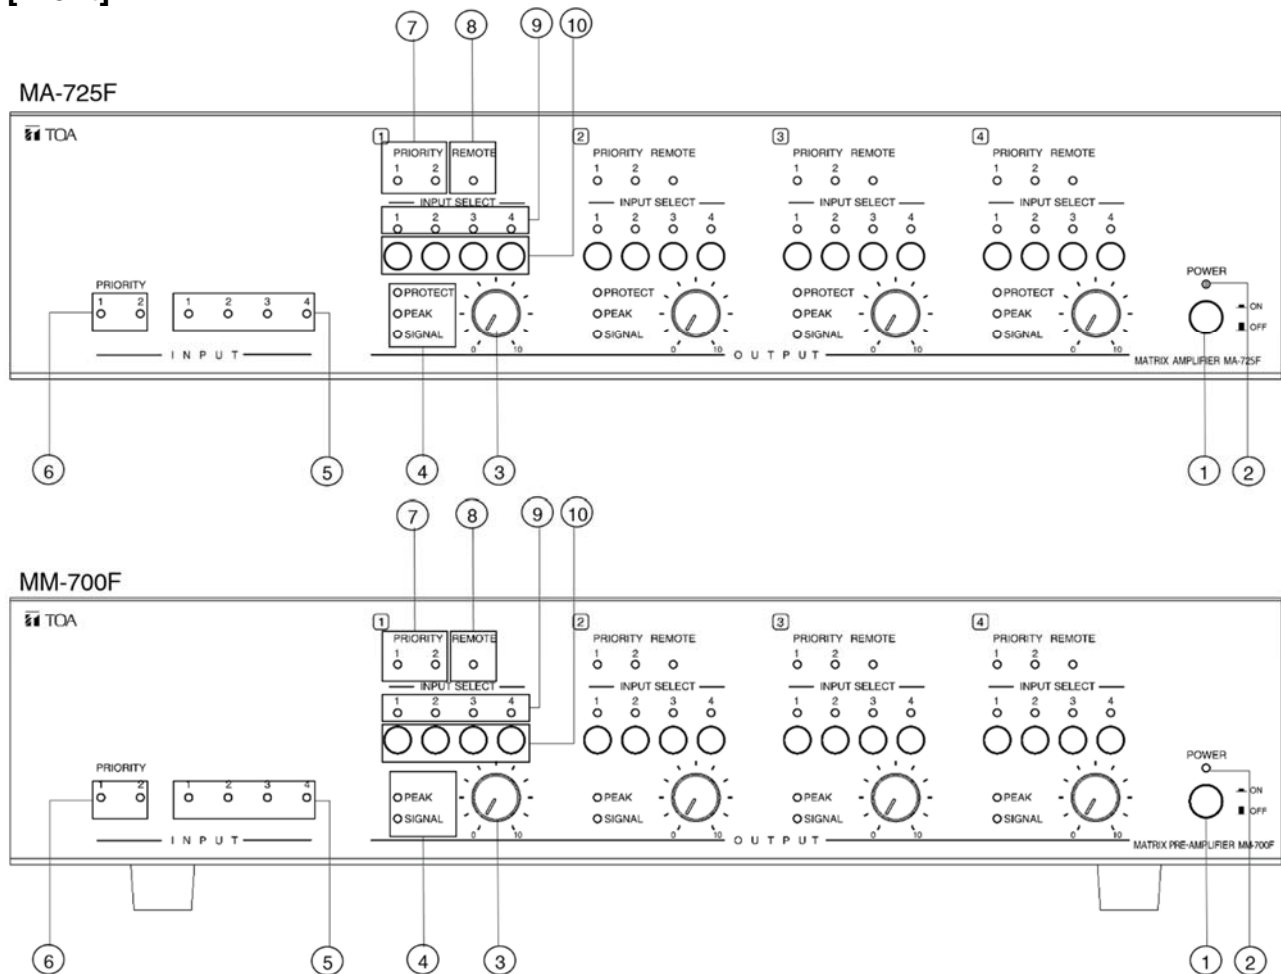 7 8 9 10
MA-725F
TOA
1 2 3 4
PRIORITY REMOTE PRIORITY REMOTE PRIORITY REMOTE PRIORITY REMOTE
1 2 1 2 1 2 1 2
INPUT SELECT INPUT SELECT INPUT SELECT INPUT SELECT
1 2 3 4 1 2 3 4 1 2 3 4 1 2 3 4
POWER
PRIORITY
PROTECT PROTECT PROTECT PROTECT
1 2 1 2 3 4
ON
PEAK PEAK PEAK PEAK
OFF
SIGNAL SIGNAL SIGNAL SIGNAL
0 10 0 10 0 10 0 10
INPUT OUTPUT
MATRIX AMPLIFIER MA-725F
6 5 4 3 1 2
7 8 9 10
MM-700F
TOA
1 2 3 4
PRIORITY REMOTE PRIORITY REMOTE PRIORITY REMOTE PRIORITY REMOTE
1 2 1 2 1 2 1 2
INPUT SELECT INPUT SELECT INPUT SELECT INPUT SELECT
1 2 3 4 1 2 3 4 1 2 3 4 1 2 3 4
POWER
PRIORITY
1 2 1 2 3 4
ON
PEAK PEAK PEAK PEAK
OFF
SIGNAL SIGNAL SIGNAL SIGNAL
0 10 0 10 0 10 0 10
INPUT OUTPUT
MATRIX PRE-AMPLIFIER MM-700F
6 5 4 3 1 2